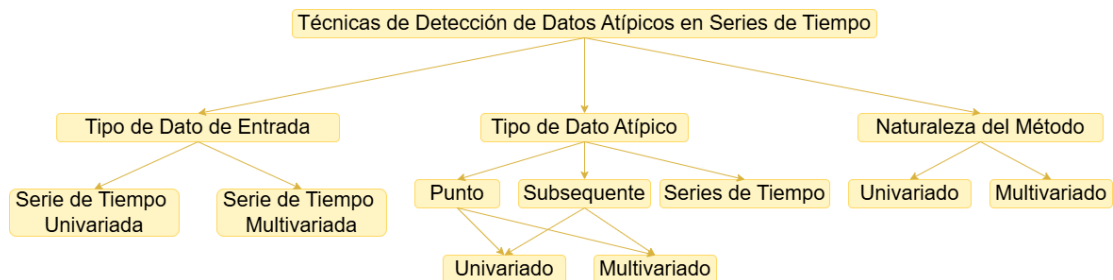 Técnicas de Detección de Datos Atípicos en Series de Tiempo
Tipo de Dato de Entrada
Tipo de Dato Atípico
Naturaleza del Método
Serie de Tiempo
Univariada
Serie de Tiempo
Multivariada
Punto
Subsequente
Series de Tiempo
Univariado
Multivariado
Univariado
Multivariado